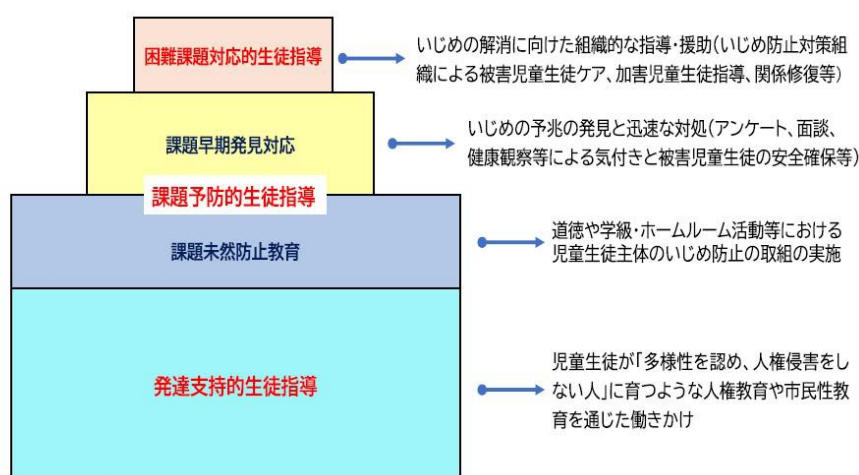 困難課題対応的生徒指導
いじめの解消に向けた組織的な指導・援助(いじめ防止対策組
織による被害児童生徒ケア、加害児童生徒指導、関係修復等)
課題早期発見対応
いじめの予兆の発見と迅速な対処(アンケート、面談、
健康観察等による気付きと被害児童生徒の安全確保等)
課題予防的生徒指導
課題未然防止教育
道徳や学級・ホームルーム活動等における
児童生徒主体のいじめ防止の取組の実施
発達支持的生徒指導
児童生徒が「多様性を認め、人権侵害をし
ない人」に育つような人権教育や市民性教
育を通じた働きかけ